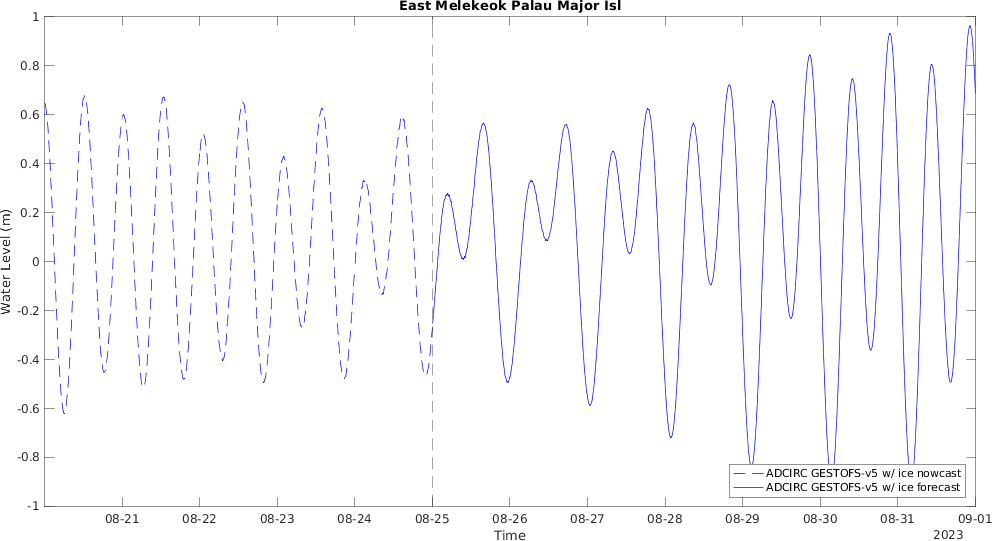 East Melekeok Palau Major Isl
1
0.8
0.6
0.4
0.2
0
-0.2
-0.4
-0.6
-0.8
-1
Water Level (m)
ADCIRC GESTOFS-v5 w/ ice nowcast
ADCIRC GESTOFS-v5 w/ ice forecast
08-21 08-22 08-23 08-24 08-25 08-26 08-27 08-28 08-29 08-30 08-31 09-01
Time
2023